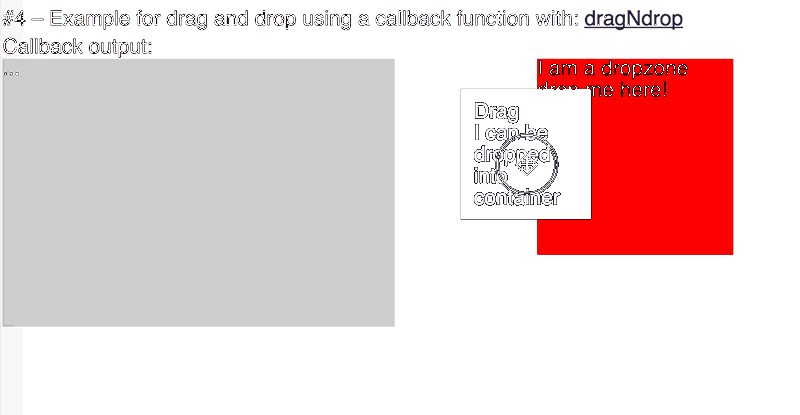 #4 – Example for drag and drop using a callback function with: dragNdrop
Callback output:
...
I am a dropzone
drop me here!
Drag
I can be
dropped
into
container